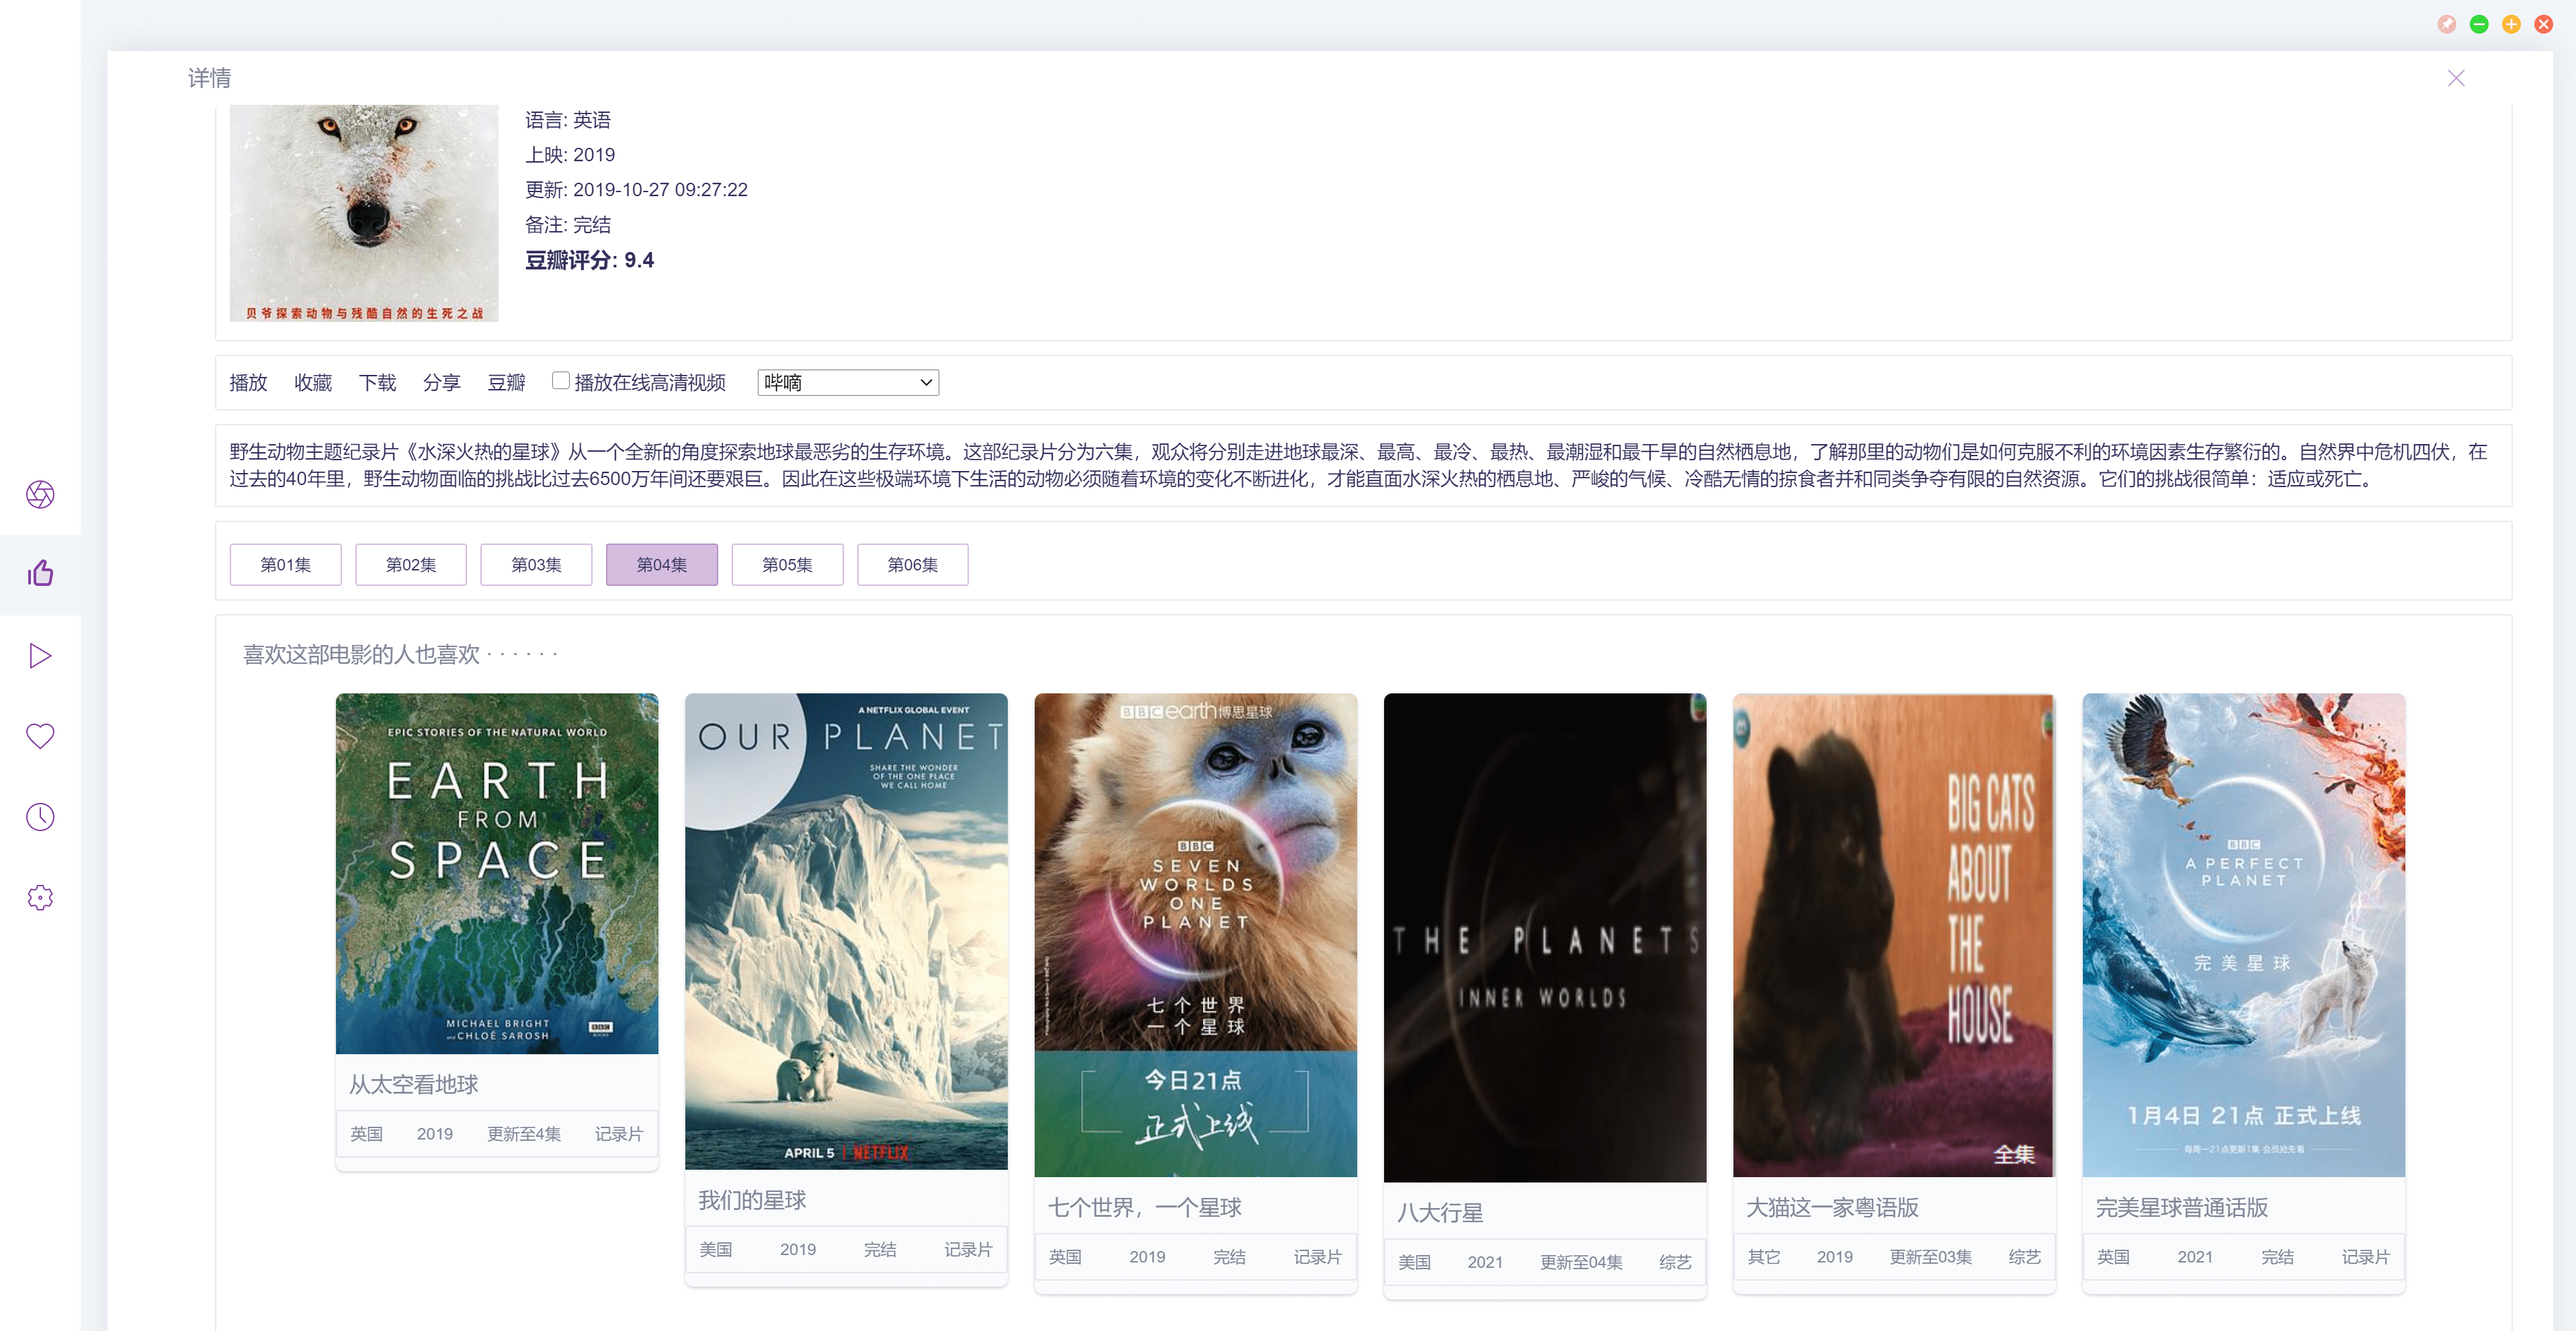 详情
语言: 英语
上映: 2019
更新: 2019-10-27 09:27:22
备注: 完结
豆瓣评分: 9.4
贝爷探索动物与残酷自然的生死之战
播放 收藏 下载 分享 豆瓣 播放在线高清视频 哔嘀
野生动物主题纪录片《水深火热的星球》从一个全新的角度探索地球最恶劣的生存环境。这部纪录片分为六集，观众将分别走进地球最深、最高、最冷、最热、最潮湿和最干旱的自然栖息地，了解那里的动物们是如何克服不利的环境因素生存繁衍的。自然界中危机四伏，在
过去的40年里，野生动物面临的挑战比过去6500万年间还要艰巨。因此在这些极端环境下生活的动物必须随着环境的变化不断进化，才能直面水深火热的栖息地、严峻的气候、冷酷无情的掠食者并和同类争夺有限的自然资源。它们的挑战很简单：适应或死亡。
第01集 第02集 第03集 第04集 第05集 第06集
喜欢这部电影的人也喜欢 · · · · · ·
EPIC STORIES OF THE NATURAL WORLD
EARTH
FROM
SPACE
MICHAEL BRIGHT
and CHLOË SAROSH
BBC
BOOKS
从太空看地球
英国 2019 更新至4集 记录片
A NETFLIX GLOBAL EVENT
OUR PLANET
SHARE THE WONDER
OF THE ONE PLACE
WE CALL HOME
APRIL 5 | NETFLIX
我们的星球
美国 2019 完结 记录片
BBC earth 博思星球
BBC
SEVEN
WORLDS
ONE
PLANET
七个世界
一个星球
今日21点
正式上线
七个世界，一个星球
英国 2019 完结 记录片
THE PLANETS
INNER WORLDS
八大行星
美国 2021 更新至04集 综艺
BIG CATS
ABOUT
THE
HOUSE
全集
大猫这一家粤语版
其它 2019 更新至03集 综艺
BBC
A PERFECT
PLANET
完美星球
1月4日 21点 正式上线
每周一21点更新1集 会员抢先看
完美星球普通话版
英国 2021 完结 记录片